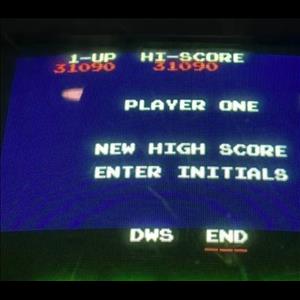 1-UP HI-SCORE
31090 31090
PLAYER ONE
NEW HIGH SCORE
ENTER INITIALS
DWS END